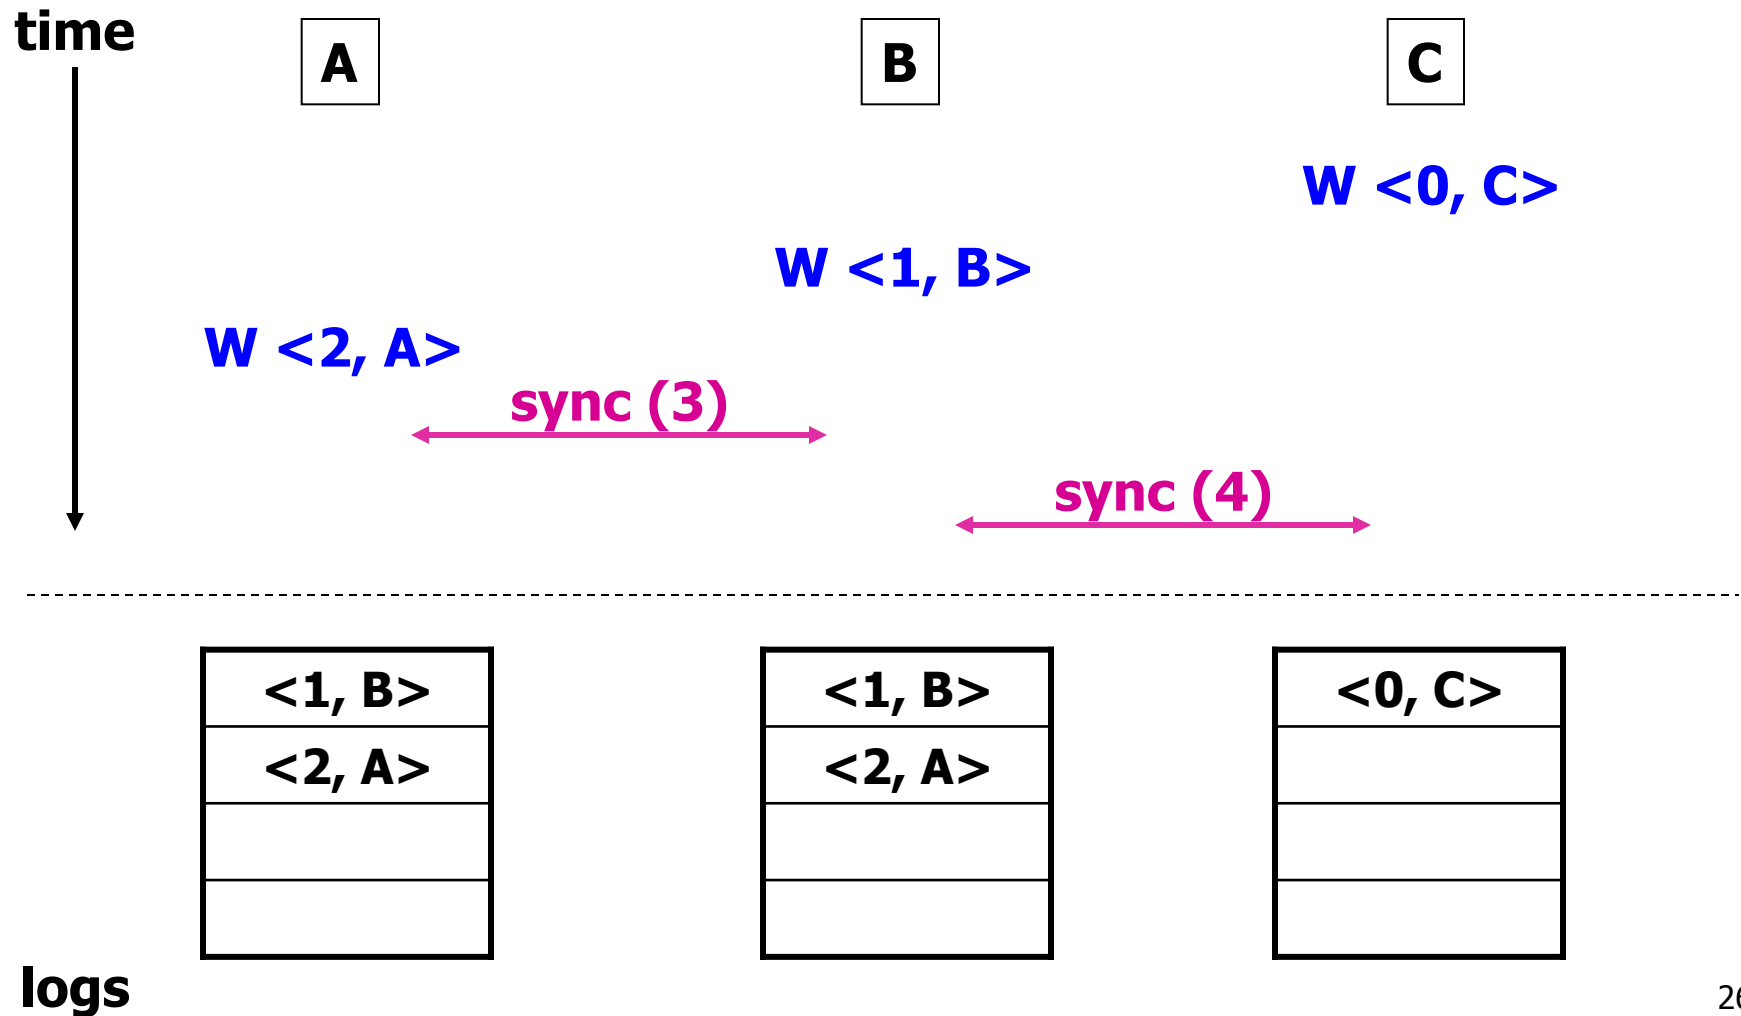 time
A
B
C
W <0, C>
W <1, B>
W <2, A>
sync (3)
sync (4)
<1, B>
<1, B>
<0, C>
<2, A>
<2, A>
logs